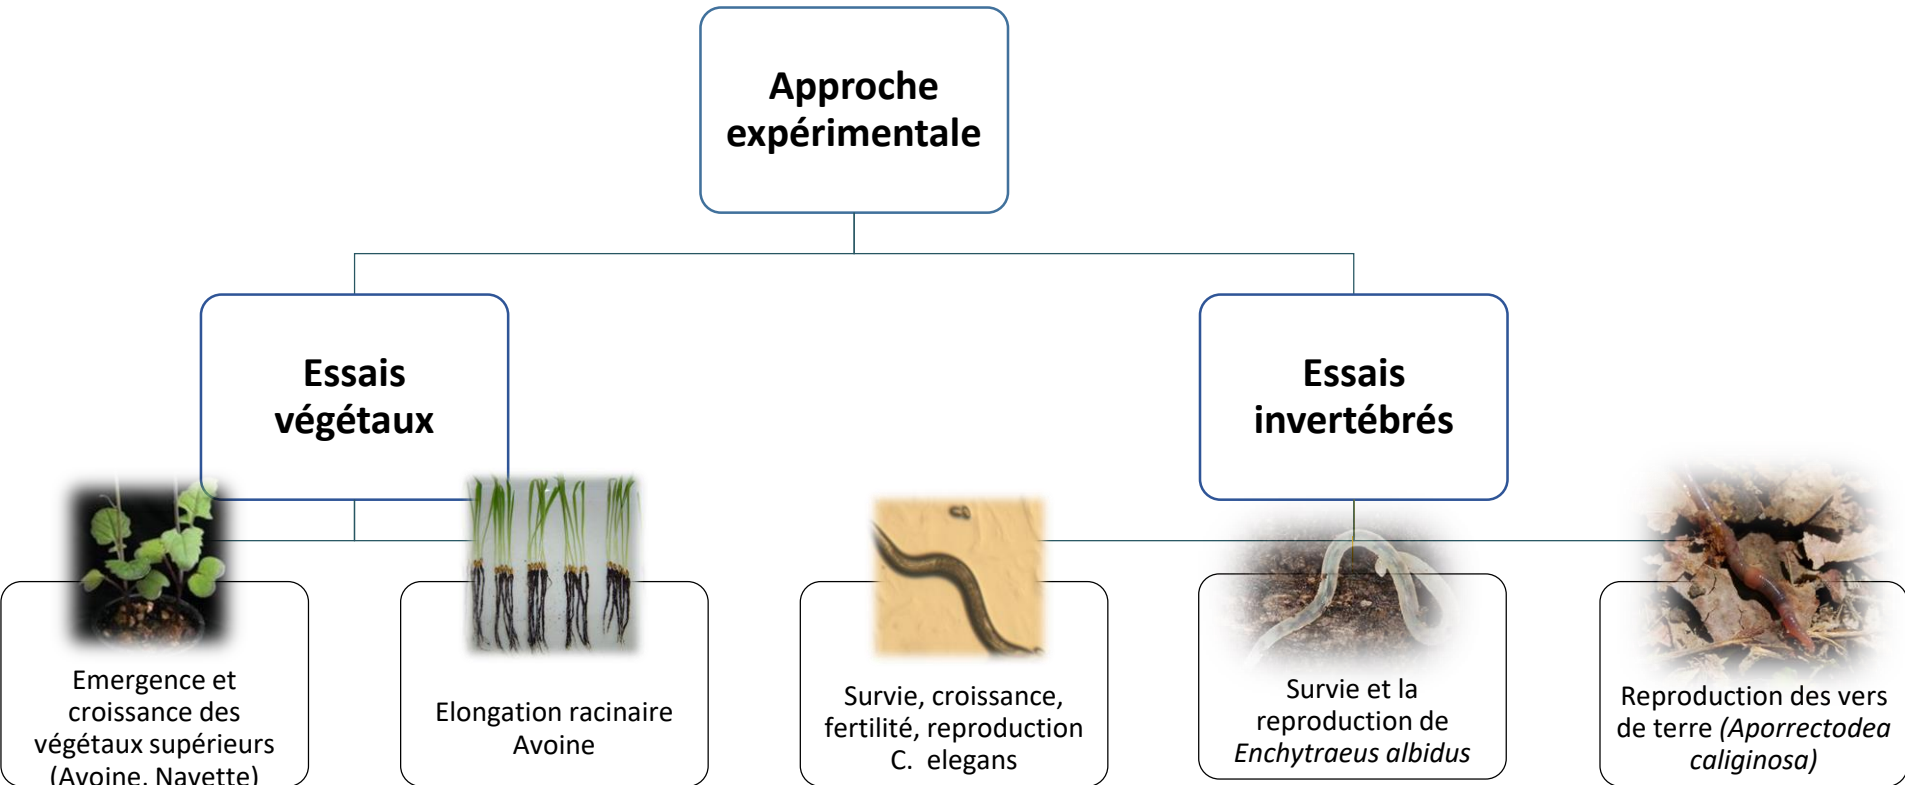 Approche
expérimentale
Essais
végétaux
Essais
invertébrés
Emergence et
croissance des
végétaux supérieurs
(Avoine, Navette)
Elongation racinaire
Avoine
Survie, croissance,
fertilité, reproduction
C. elegans
Survie et la
reproduction de
Enchytraeus albidus
Reproduction des vers
de terre (Aporrectodea
caliginosa)